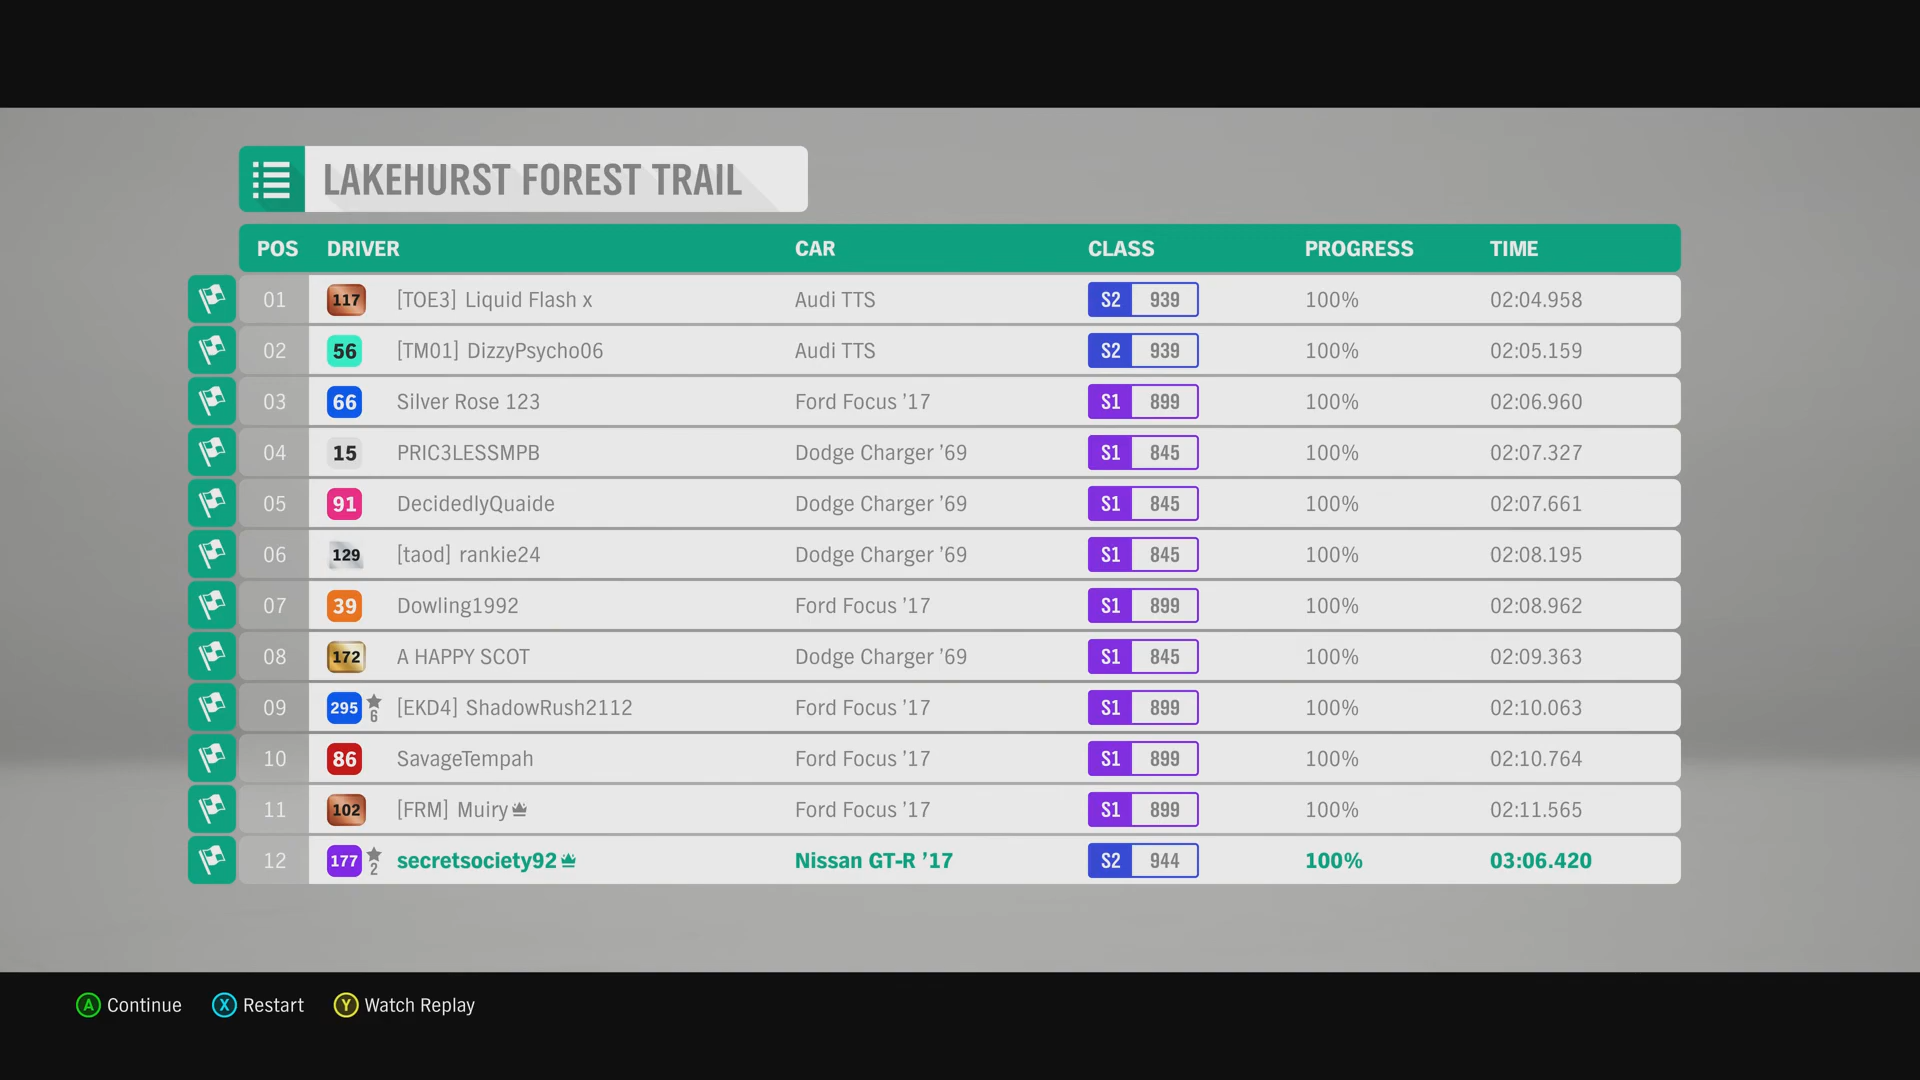 LAKEHURST FOREST TRAIL
POS DRIVER CAR CLASS PROGRESS TIME
01 117 [TOE3] Liquid Flash x Audi TTS S2 939 100% 02:04.958
02 56 [TM01] DizzyPsycho06 Audi TTS S2 939 100% 02:05.159
03 66 Silver Rose 123 Ford Focus ’17 S1 899 100% 02:06.960
04 15 PRIC3LESSMPB Dodge Charger ’69 S1 845 100% 02:07.327
05 91 DecidedlyQuaide Dodge Charger ’69 S1 845 100% 02:07.661
06 129 [taod] rankie24 Dodge Charger ’69 S1 845 100% 02:08.195
07 39 Dowling1992 Ford Focus ’17 S1 899 100% 02:08.962
08 172 A HAPPY SCOT Dodge Charger ’69 S1 845 100% 02:09.363
09 295 6 [EKD4] ShadowRush2112 Ford Focus ’17 S1 899 100% 02:10.063
10 86 SavageTempah Ford Focus ’17 S1 899 100% 02:10.764
11 102 [FRM] Muiry Ford Focus ’17 S1 899 100% 02:11.565
12 177 2 secretsociety92 Nissan GT-R ’17 S2 944 100% 03:06.420
A Continue X Restart Y Watch Replay